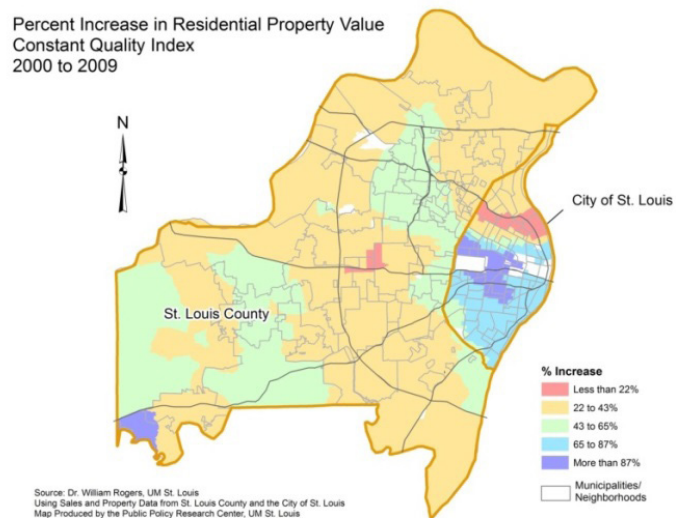 Percent Increase in Residential Property Value
Constant Quality Index
2000 to 2009
N
City of St. Louis
St. Louis County
% Increase
Less than 22%
22 to 43%
43 to 65%
65 to 87%
More than 87%
Municipalities/
Neighborhoods
Source: Dr. William Rogers, UM St. Louis
Using Sales and Property Data from St. Louis County and the City of St. Louis
Map Produced by the Public Policy Research Center, UM St. Louis